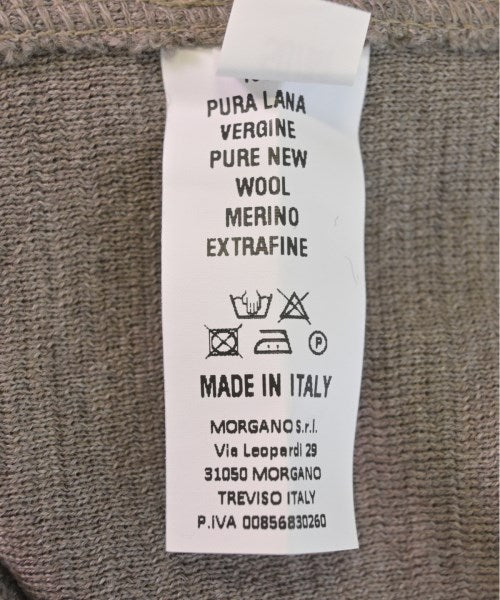 PURA LANA
VERGINE
PURE NEW
WOOL
MERINO
EXTRAFINE
P
MADE IN ITALY
MORGANO S.r.l.
Via Leopardi 29
31050 MORGANO
TREVISO ITALY
P.IVA 00856830260